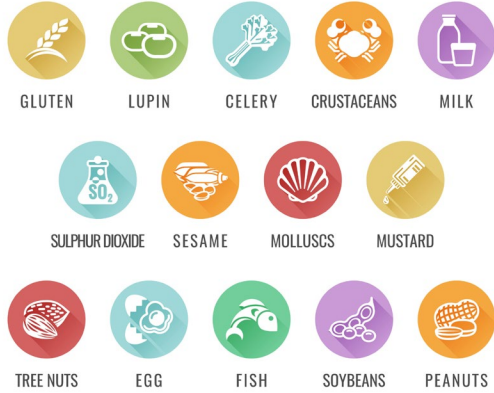 GLUTEN LUPIN CELERY CRUSTACEANS MILK
SO₂
SULPHUR DIOXIDE SESAME MOLLUSCS MUSTARD
TREE NUTS EGG FISH SOYBEANS PEANUTS